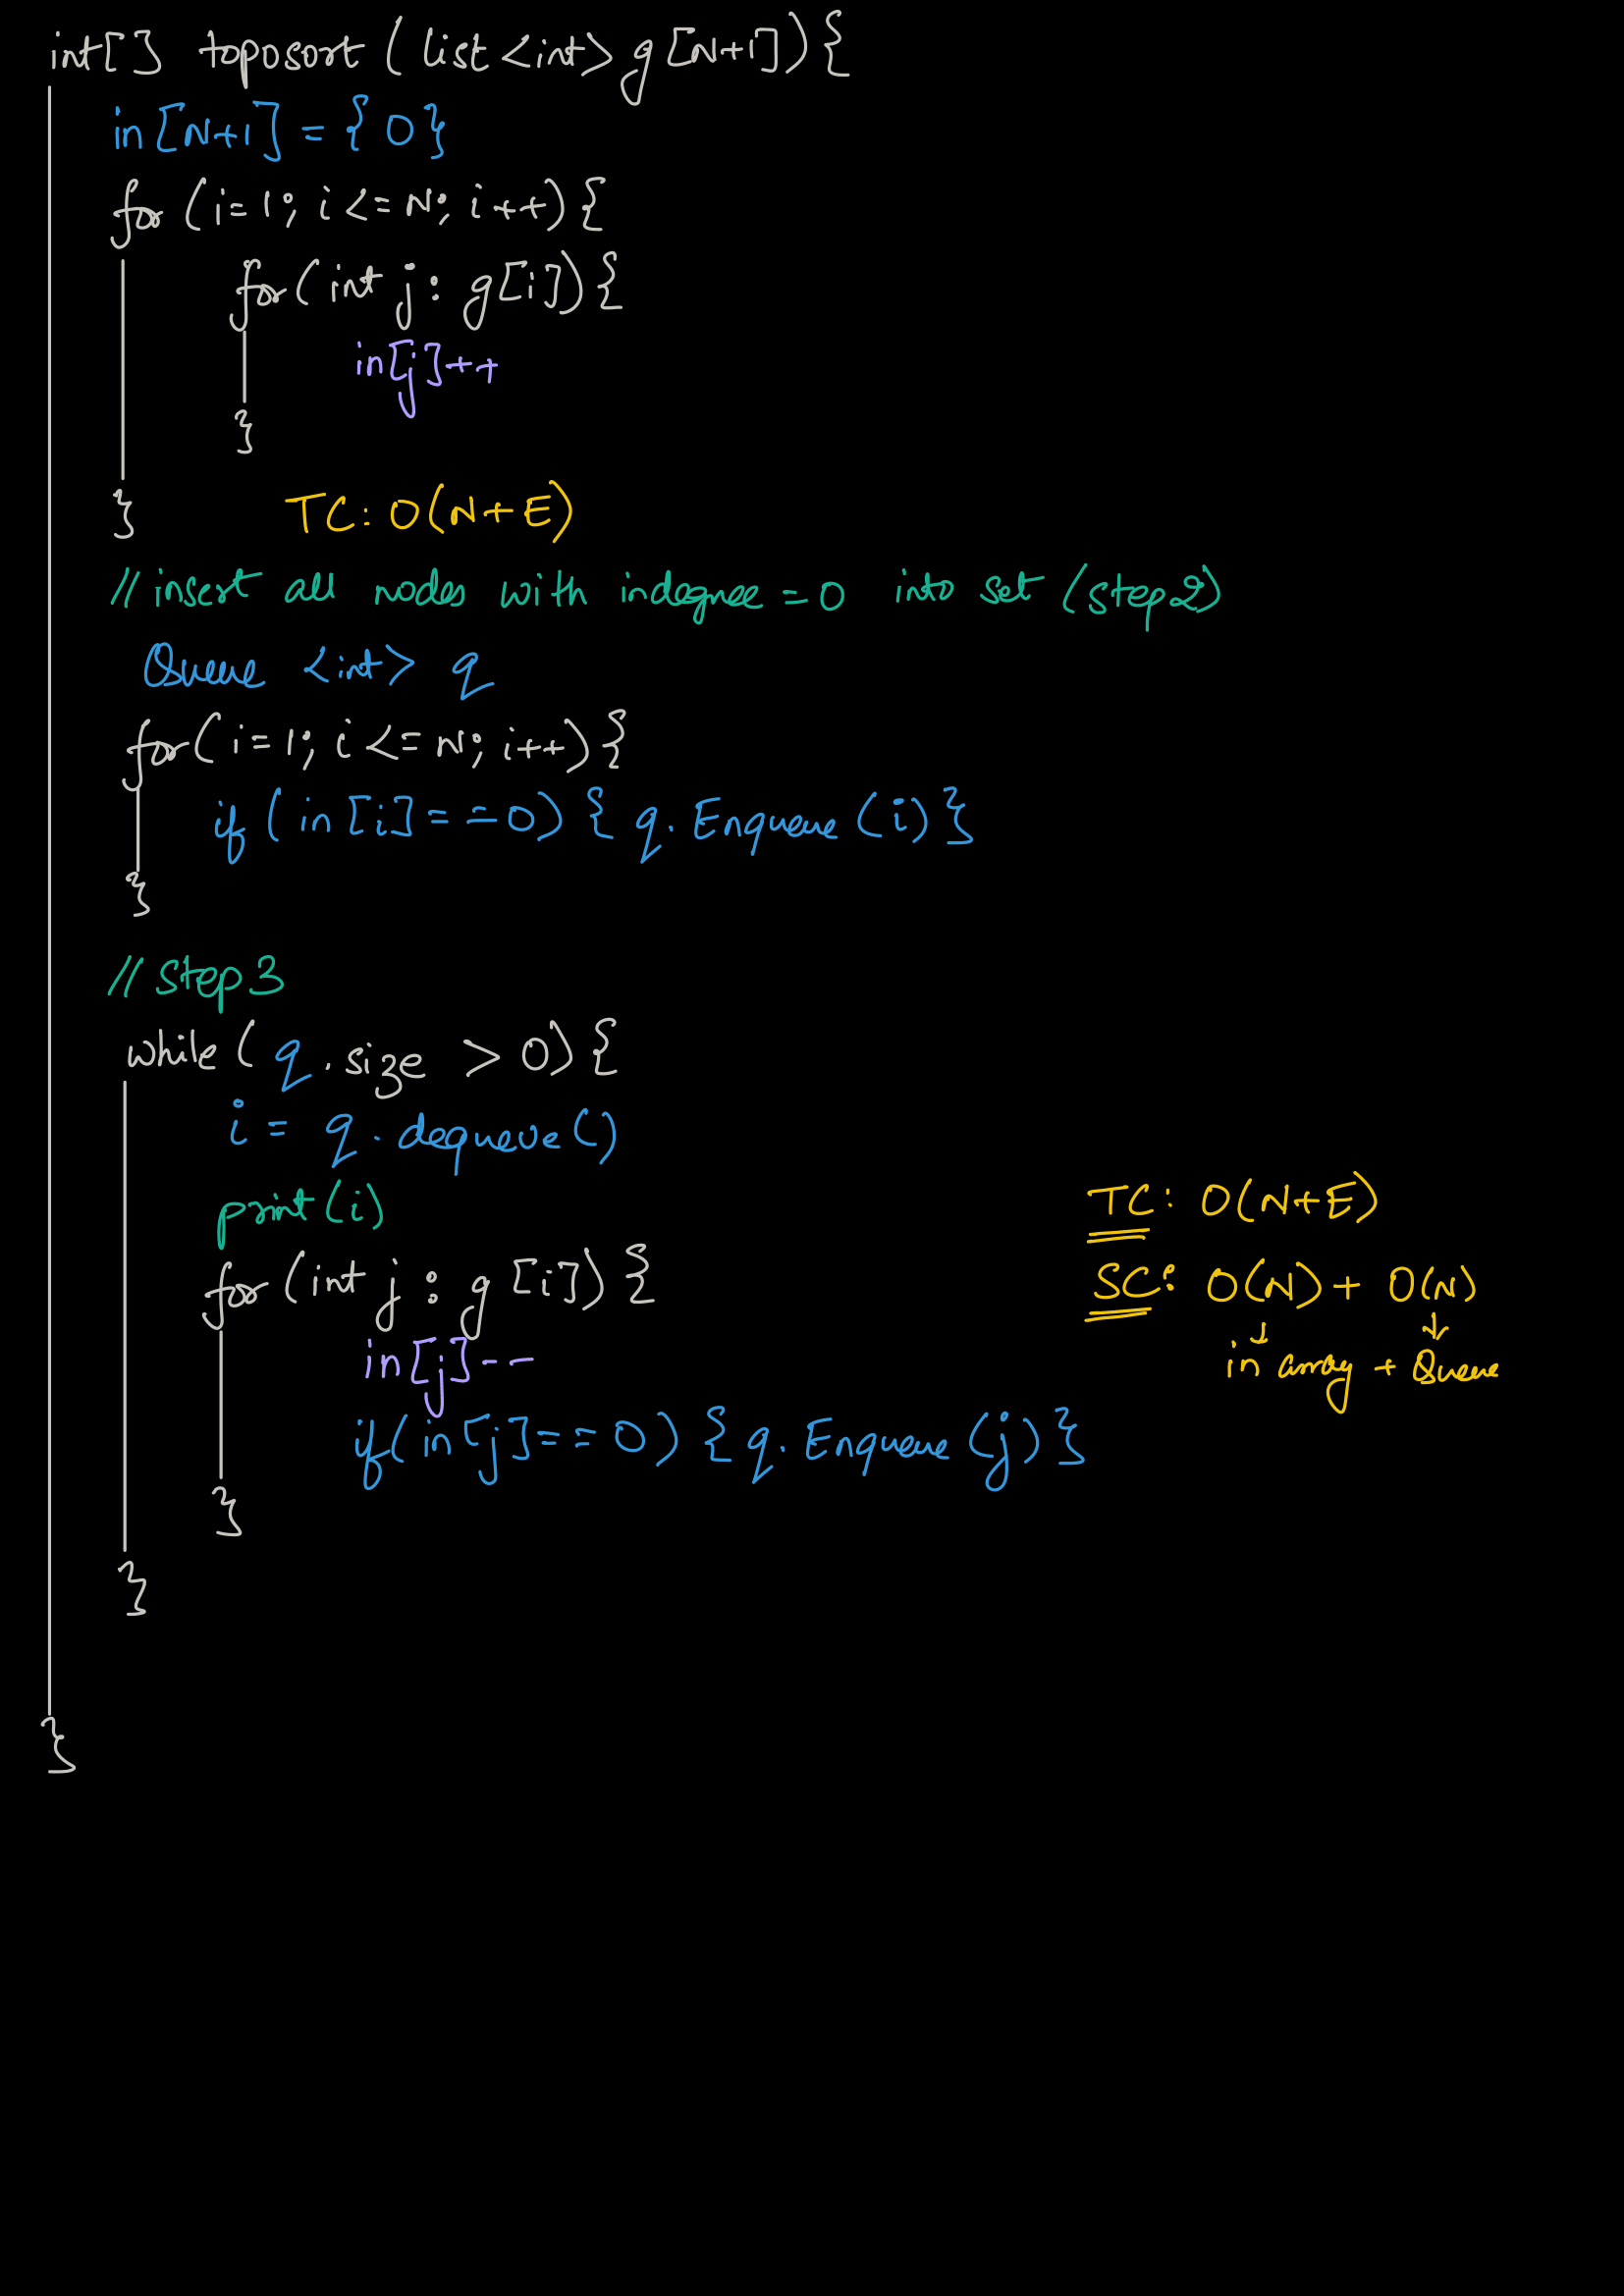 int[] toposort (list <int> g [N+1]) {
in [N+1] = { 0 }
for (i=1; i <= N; i++) {
for (int j : g[i]) {
in[j]++
}
}
TC: O(N+E)
// insert all nodes with indegree = 0 into set (step 2)
Queue <int> q
for (i=1; i <= N; i++) {
if (in [i] == 0) { q. Enqueue (i) }
}
// Step 3
while ( q . size > 0) {
i = q . dequeue()
print (i)
for (int j : g [i]) {
in[j]--
if (in [j] == 0) { q. Enqueue (j) }
}
}
}
TC: O(N+E)
SC: O(N) + O(N)
in array + Queue